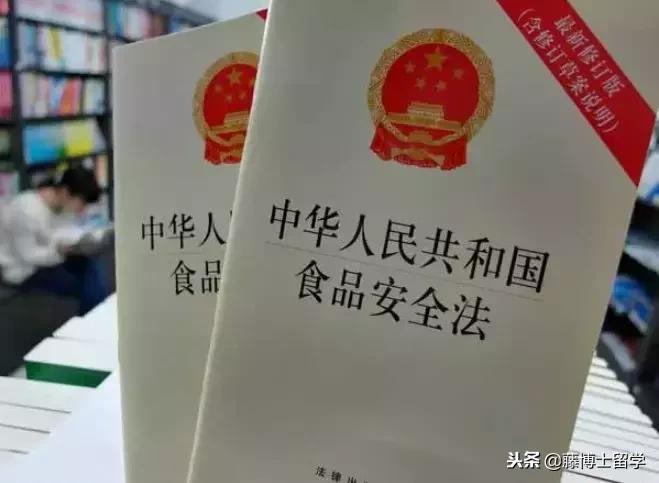 最新修订版
(含修订草案说明)
中华人民共和国
食品安全法
中华人
食品
法律出
头条 @藤博士留学